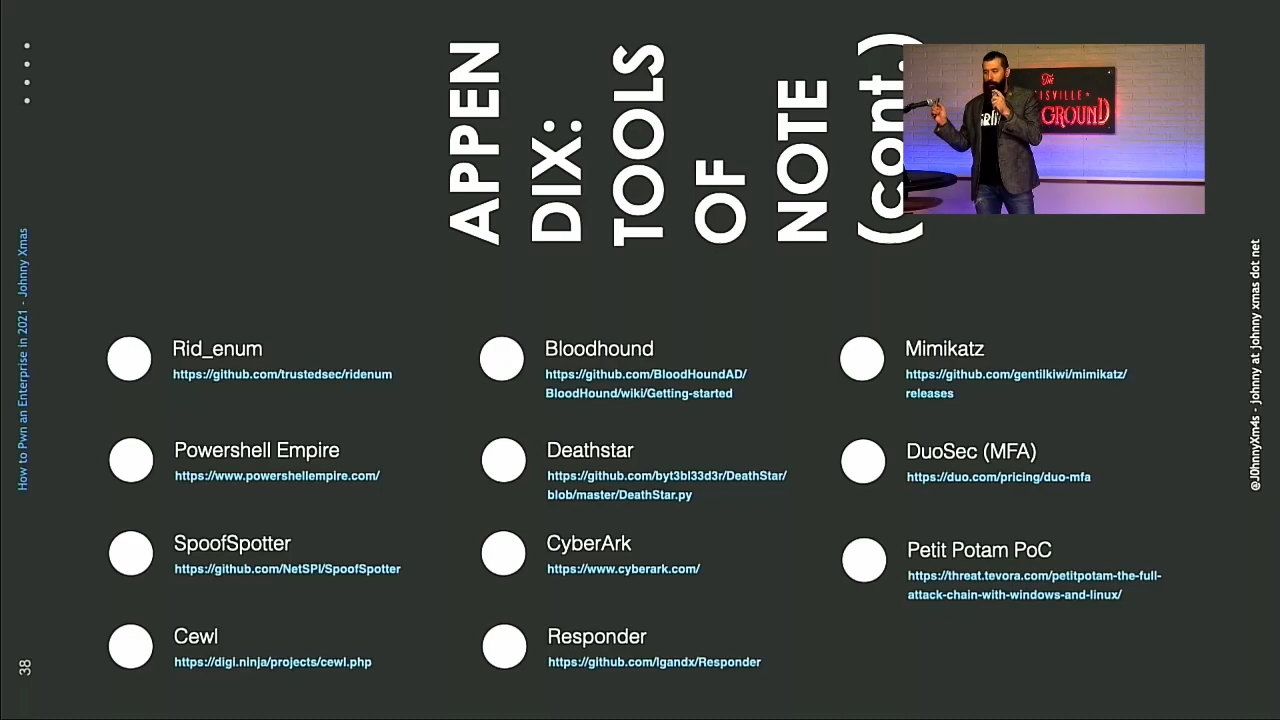 APPEN
DIX:
TOOLS
OF
NOTE
(cont.)
The
GROUND
How to Pwn an Enterprise in 2021 - Johnny Xmas
@J0hnnyXm4s - johnny at johnny xmas dot net
Rid_enum
https://github.com/trustedsec/ridenum
Powershell Empire
https://www.powershellempire.com/
SpoofSpotter
https://github.com/NetSPI/SpoofSpotter
Cewl
https://digi.ninja/projects/cewl.php
Bloodhound
https://github.com/BloodHoundAD/
BloodHound/wiki/Getting-started
Deathstar
https://github.com/byt3bl33d3r/DeathStar/
blob/master/DeathStar.py
CyberArk
https://www.cyberark.com/
Responder
https://github.com/lgandx/Responder
Mimikatz
https://github.com/gentilkiwi/mimikatz/
releases
DuoSec (MFA)
https://duo.com/pricing/duo-mfa
Petit Potam PoC
https://threat.tevora.com/petitpotam-the-full-
attack-chain-with-windows-and-linux/
38